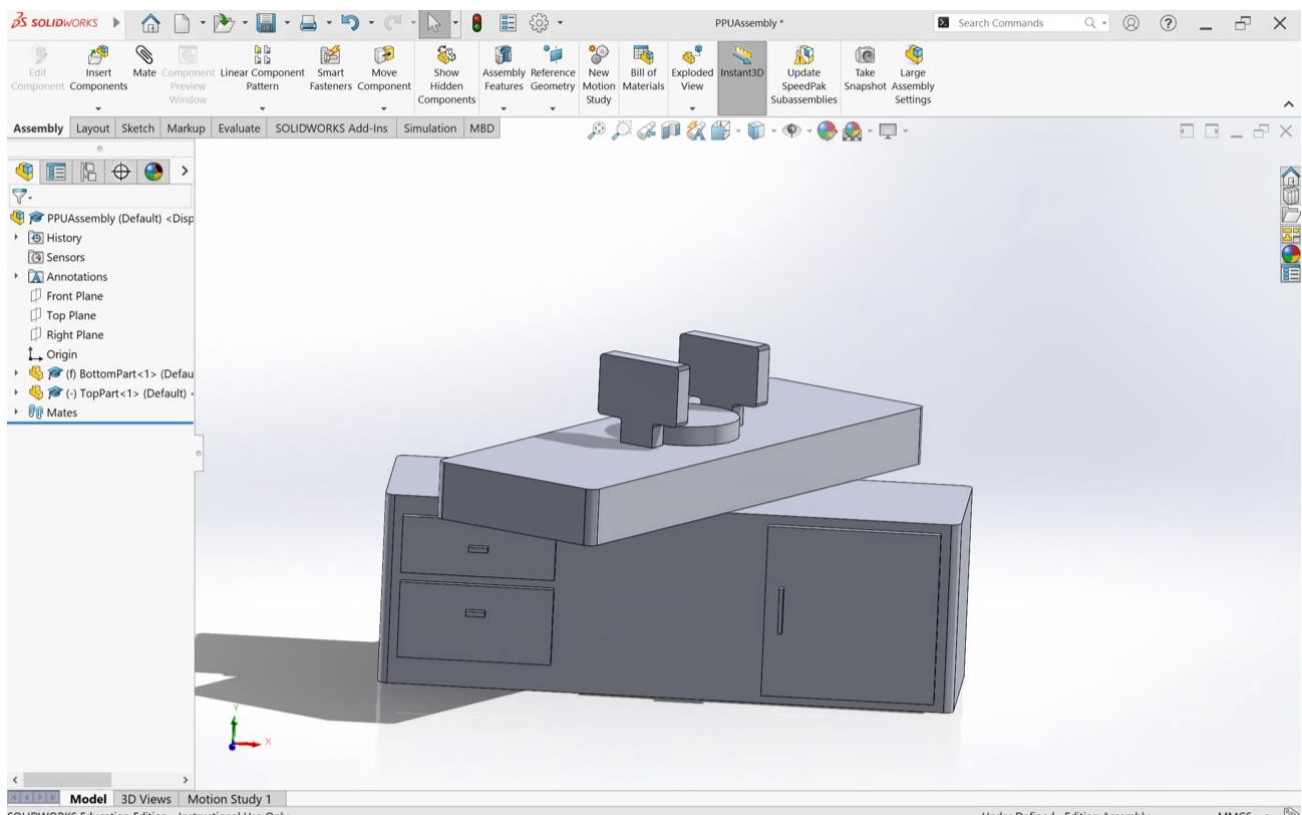 SOLIDWORKS
PPUAssembly *
Search Commands
Edit Component
Insert Components
Mate
Component Preview Window
Linear Component Pattern
Smart Fasteners
Move Component
Show Hidden Components
Assembly Features
Reference Geometry
New Motion Study
Bill of Materials
Exploded View
Instant3D
Update SpeedPak Subassemblies
Take Snapshot
Large Assembly Settings
Assembly Layout Sketch Markup Evaluate SOLIDWORKS Add-Ins Simulation MBD
PPUAssembly (Default) <Disp
History
Sensors
Annotations
Front Plane
Top Plane
Right Plane
Origin
(f) BottomPart<1> (Defau
(-) TopPart<1> (Default)
Mates
Y
X
Model 3D Views Motion Study 1
SOLIDWORKS Education Edition - Instructional Use Only
Under Defined Editing Assembly MMGS